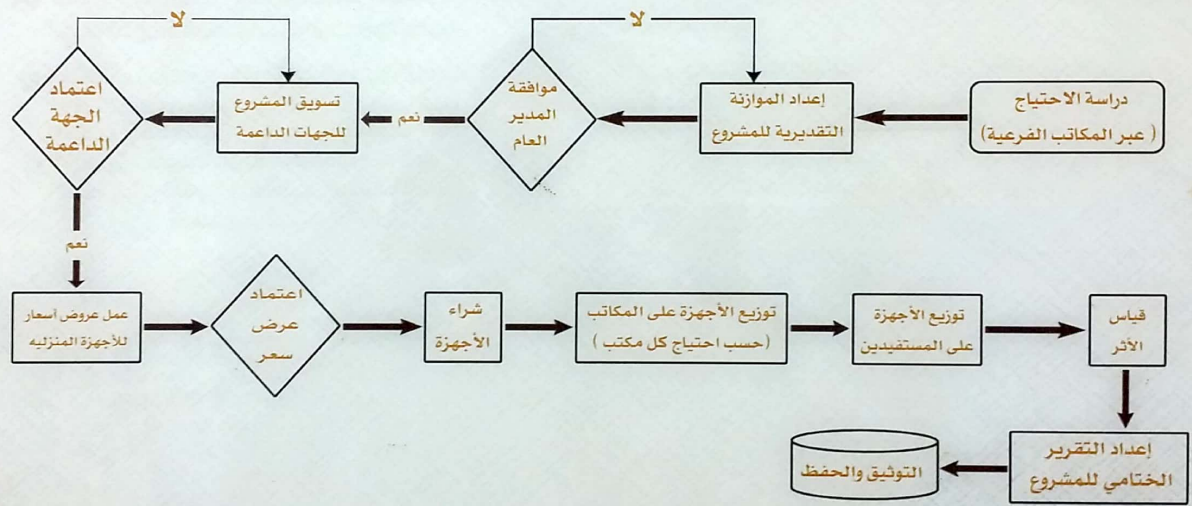 دراسة الاحتياج
( عبر المكاتب الفرعية)
إعداد الموازنة
التقديرية للمشروع
لا
موافقة
المدير
العام
نعم
تسويق المشروع
للجهات الداعمة
لا
اعتماد
الجهة
الداعمة
نعم
عمل عروض أسعار
للأجهزة المنزليه
اعتماد
عرض
سعر
شراء
الأجهزة
توزيع الأجهزة على المكاتب
(حسب احتياج كل مكتب )
توزيع الأجهزة
على المستفيدين
قياس
الأثر
إعداد التقرير
الختامي للمشروع
التوثيق والحفظ